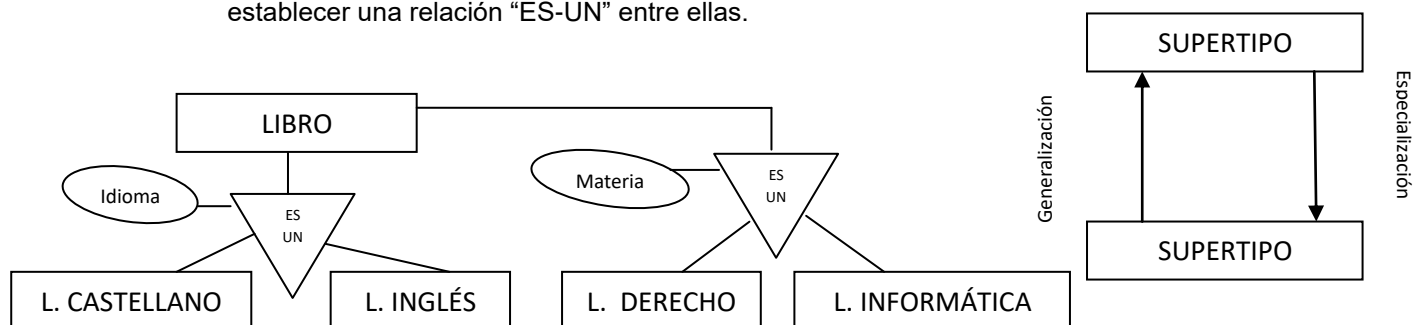 establecer una relación “ES-UN” entre ellas.
LIBRO
Idioma
ES
UN
L. CASTELLANO
L. INGLÉS
Materia
ES
UN
L. DERECHO
L. INFORMÁTICA
SUPERTIPO
Generalización
Especialización
SUPERTIPO